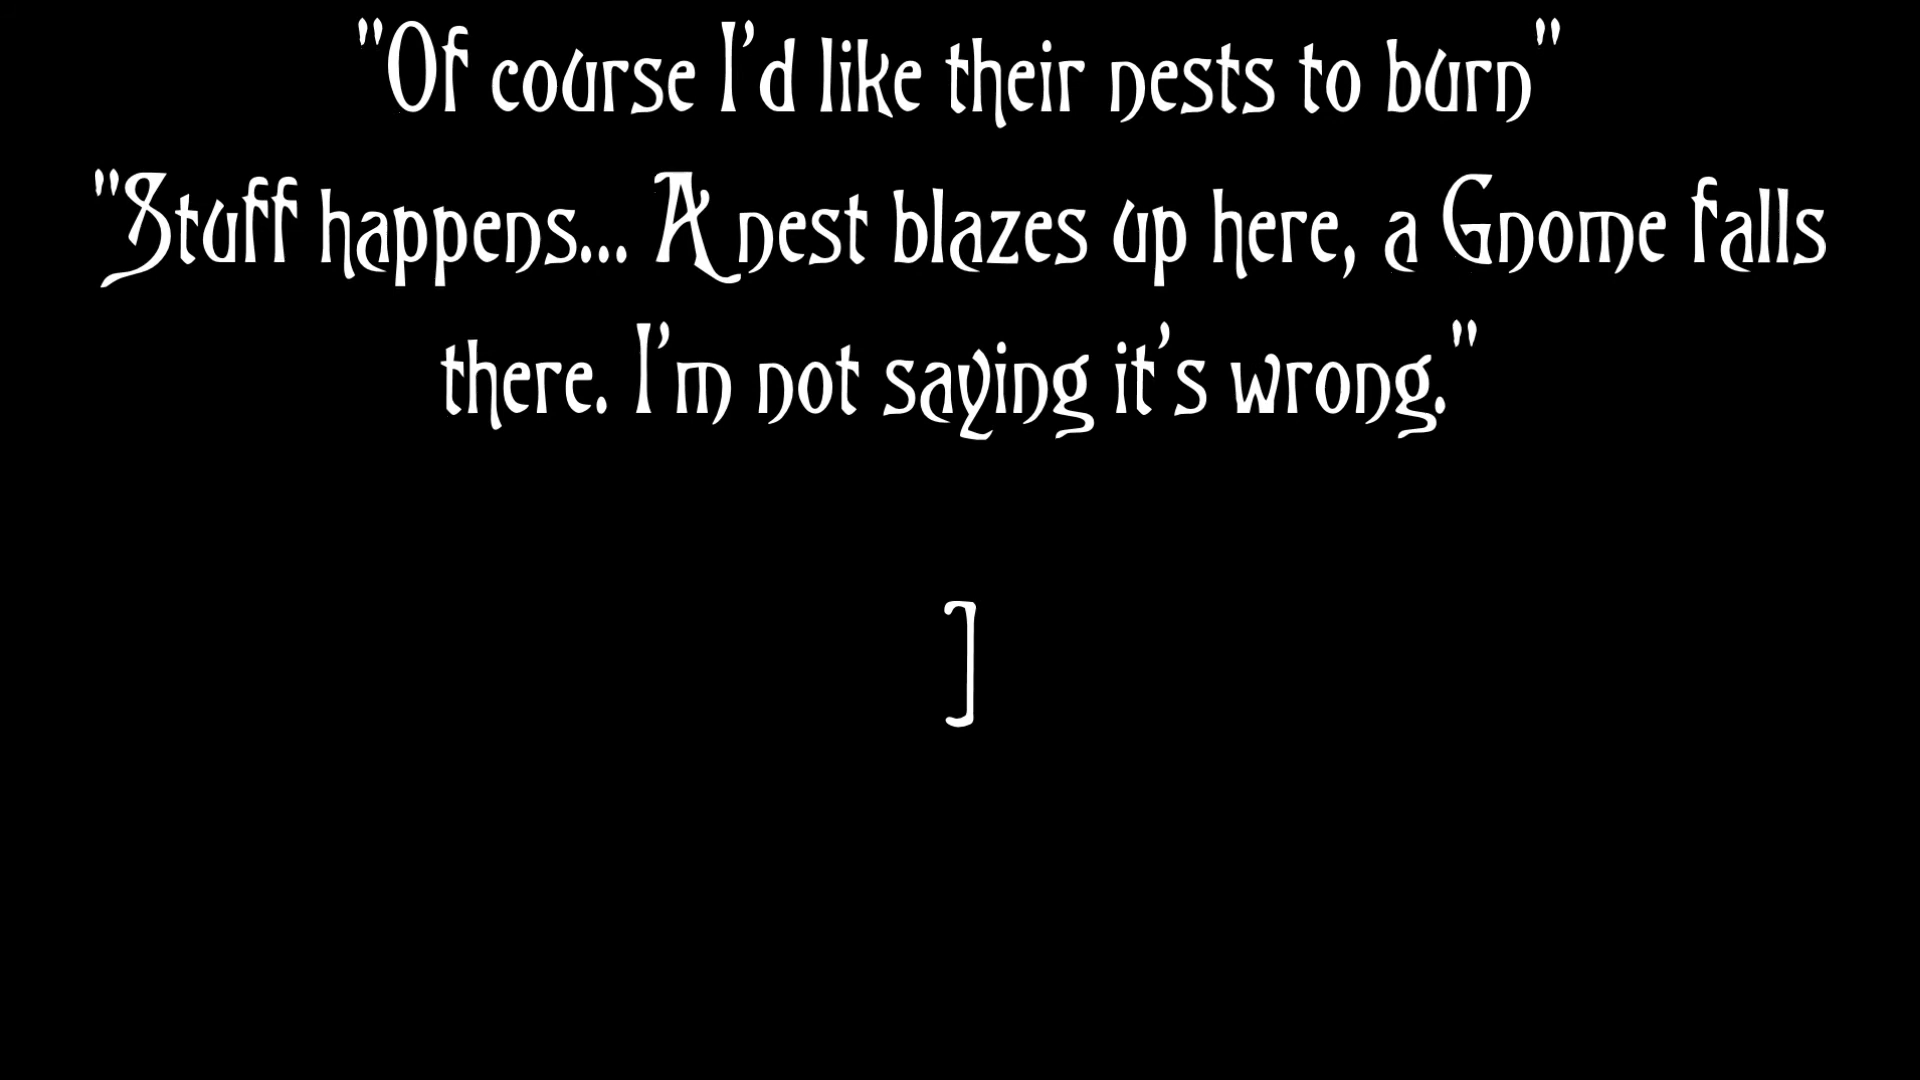 "Of course I'd like their nests to burn"
"Stuff happens... A nest blazes up here, a Gnome falls
there. I'm not saying it's wrong."
]